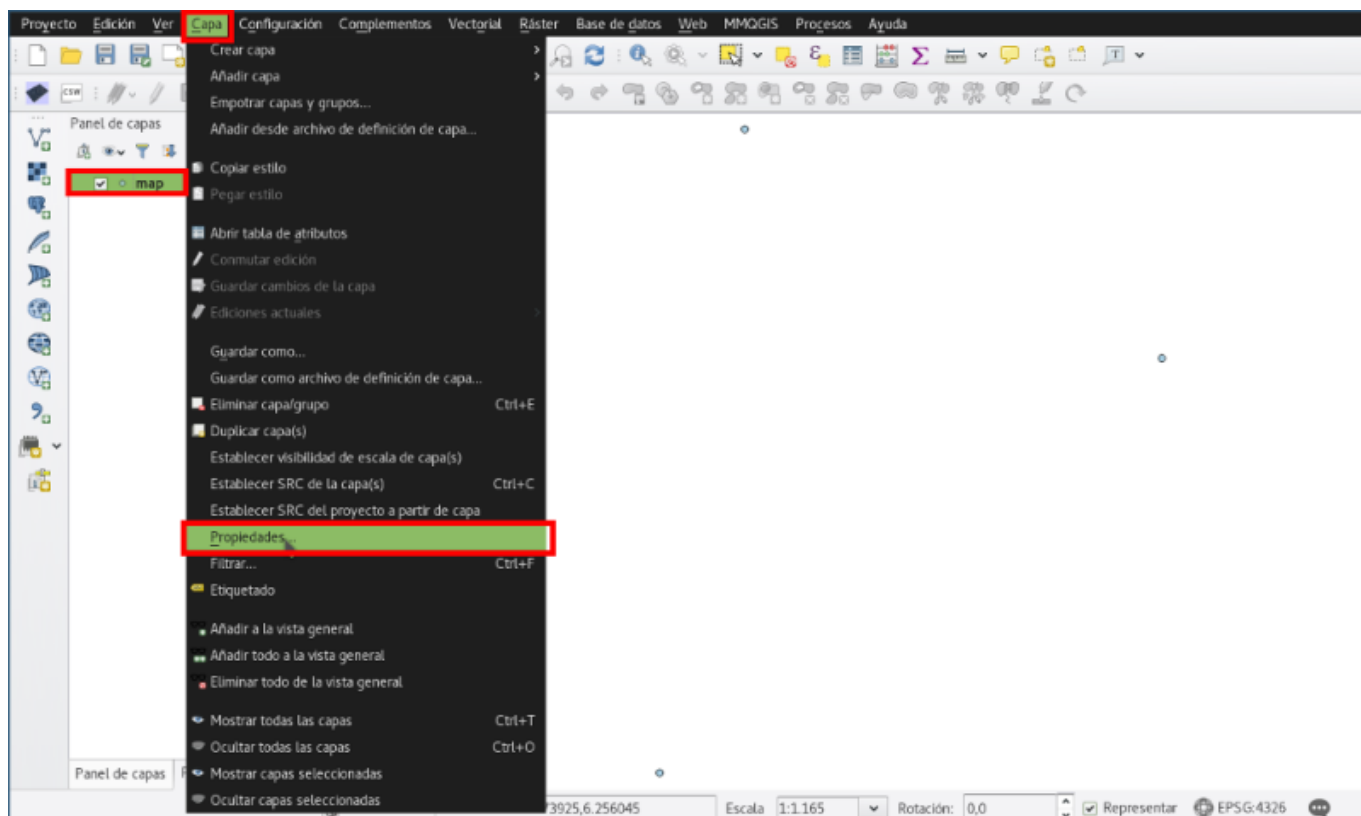 Proyecto Edición Ver Capa Configuración Complementos Vectorial Ráster Base de datos Web MMQGIS Procesos Ayuda
CSW
Panel de capas
map
Crear capa
Añadir capa
Empotrar capas y grupos...
Añadir desde archivo de definición de capa...
Copiar estilo
Pegar estilo
Abrir tabla de atributos
Conmutar edición
Guardar cambios de la capa
Ediciones actuales
Guardar como...
Guardar como archivo de definición de capa...
Eliminar capa/grupo Ctrl+E
Duplicar capa(s)
Establecer visibilidad de escala de capa(s)
Establecer SRC de la capa(s) Ctrl+C
Establecer SRC del proyecto a partir de capa
Propiedades...
Filtrar... Ctrl+F
Etiquetado
Añadir a la vista general
Añadir todo a la vista general
Eliminar todo de la vista general
Mostrar todas las capas Ctrl+T
Ocultar todas las capas Ctrl+O
Mostrar capas seleccionadas
Ocultar capas seleccionadas
Panel de capas
3925,6.256045 Escala 1:1.165 Rotación: 0,0 Representar EPSG:4326